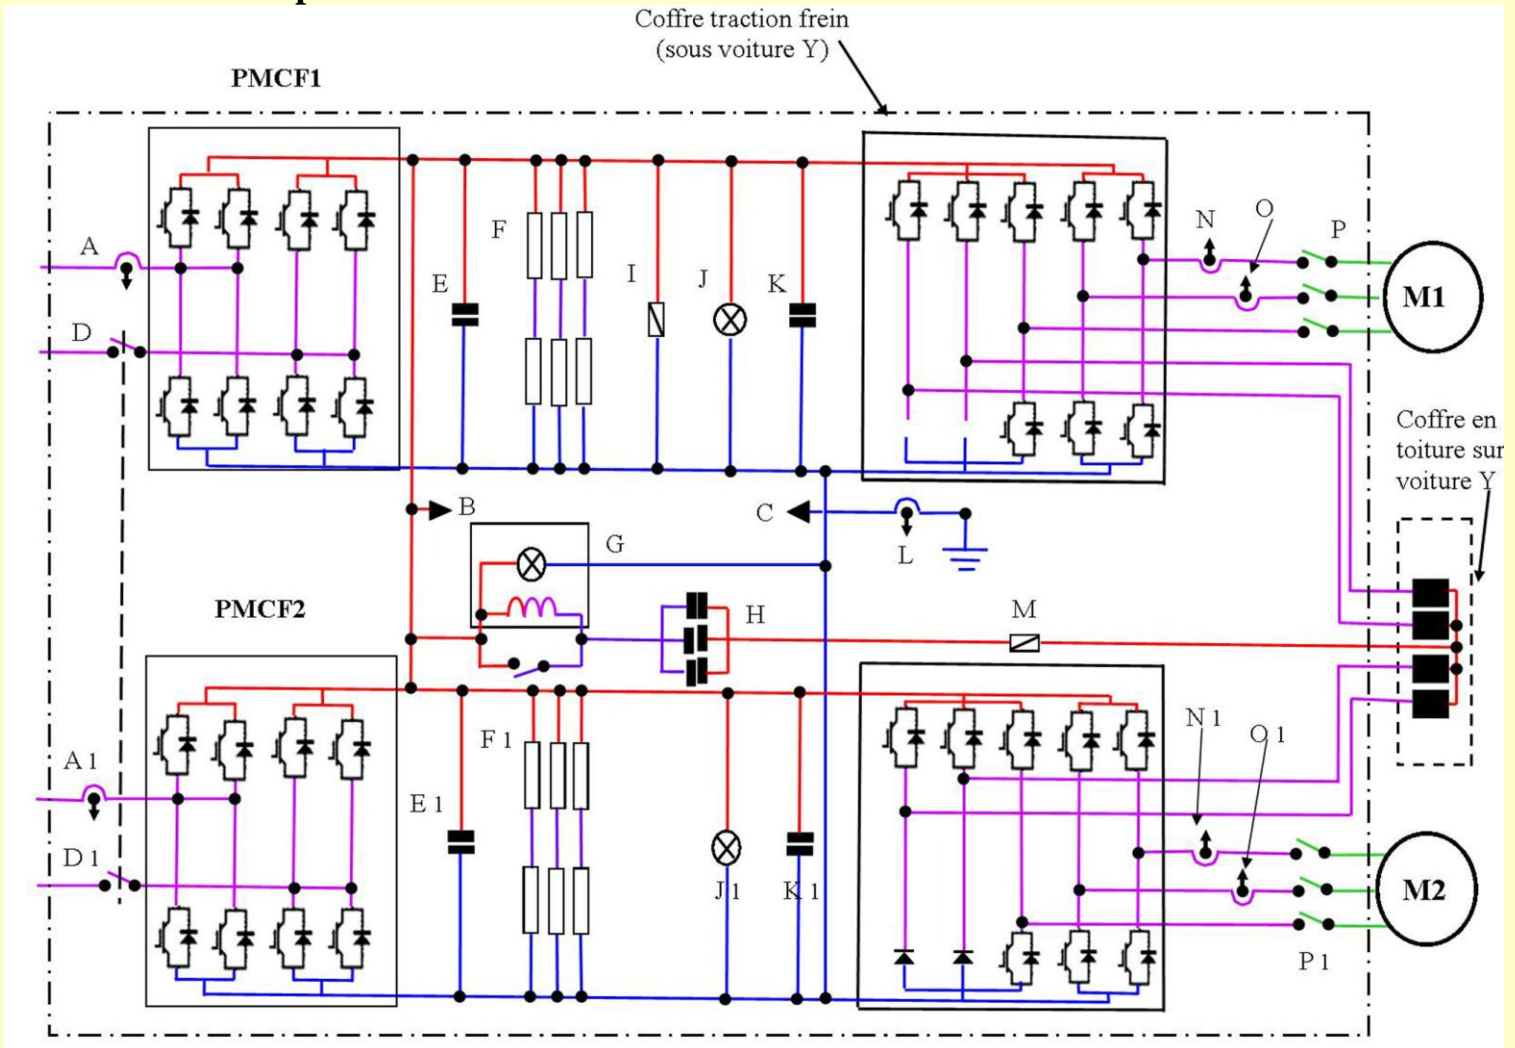 Coffre traction frein
(sous voiture Y)
PMCF1
A
D
E
F
I
J
K
N
O
P
M1
B
C
L
G
H
M
Coffre en
toiture sur
voiture Y
PMCF2
A 1
D 1
E 1
F 1
J 1
K 1
N 1
O 1
M2
P 1